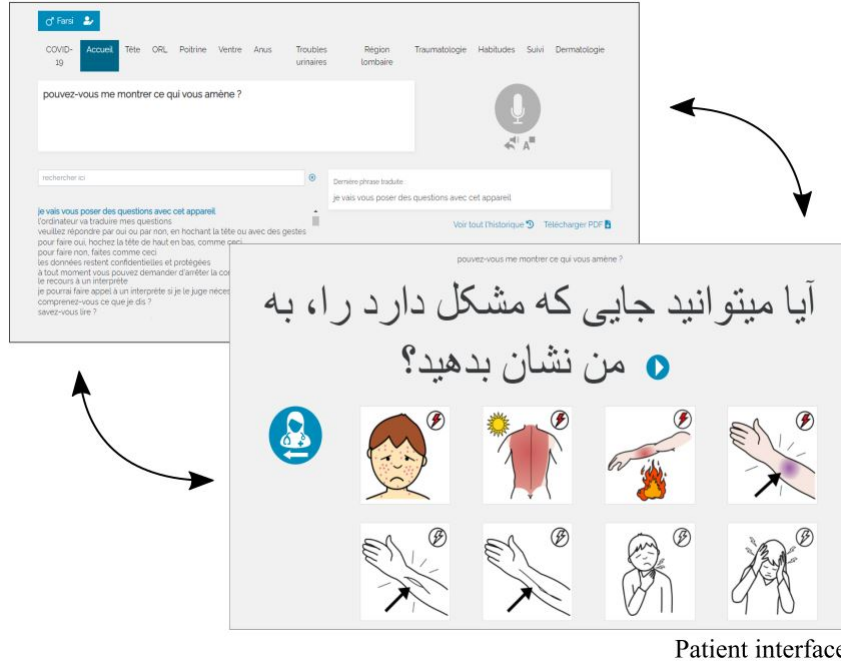 Farsi
COVID-19 Accueil Tête ORL Poitrine Ventre Anus Troubles urinaires Région lombaire Traumatologie Habitudes Suivi Dermatologie
pouvez-vous me montrer ce qui vous amène ?
rechercher ici
Dernière phrase traduite:
je vais vous poser des questions avec cet appareil
Voir tout l'historique Télécharger PDF
je vais vous poser des questions avec cet appareil
l'ordinateur va traduire mes questions
veuillez répondre par oui ou par non, en hochant la tête ou avec des gestes
pour faire oui, hochez la tête de haut en bas, comme ceci
pour faire non, faites comme ceci
les données restent confidentielles et protégées
à tout moment vous pouvez demander d'arrêter la
le recours à un interprète
je pourrai faire appel à un interprète si je le juge
comprenez-vous ce que je dis ?
savez-vous lire ?
pouvez-vous me montrer ce qui vous amène ?
آیا میتوانید جایی که مشکل دارد را، به
من نشان بدهید؟
Patient interface